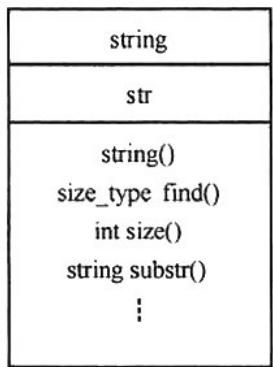 string
str
string()
size_type find()
int size()
string substr()
⋮